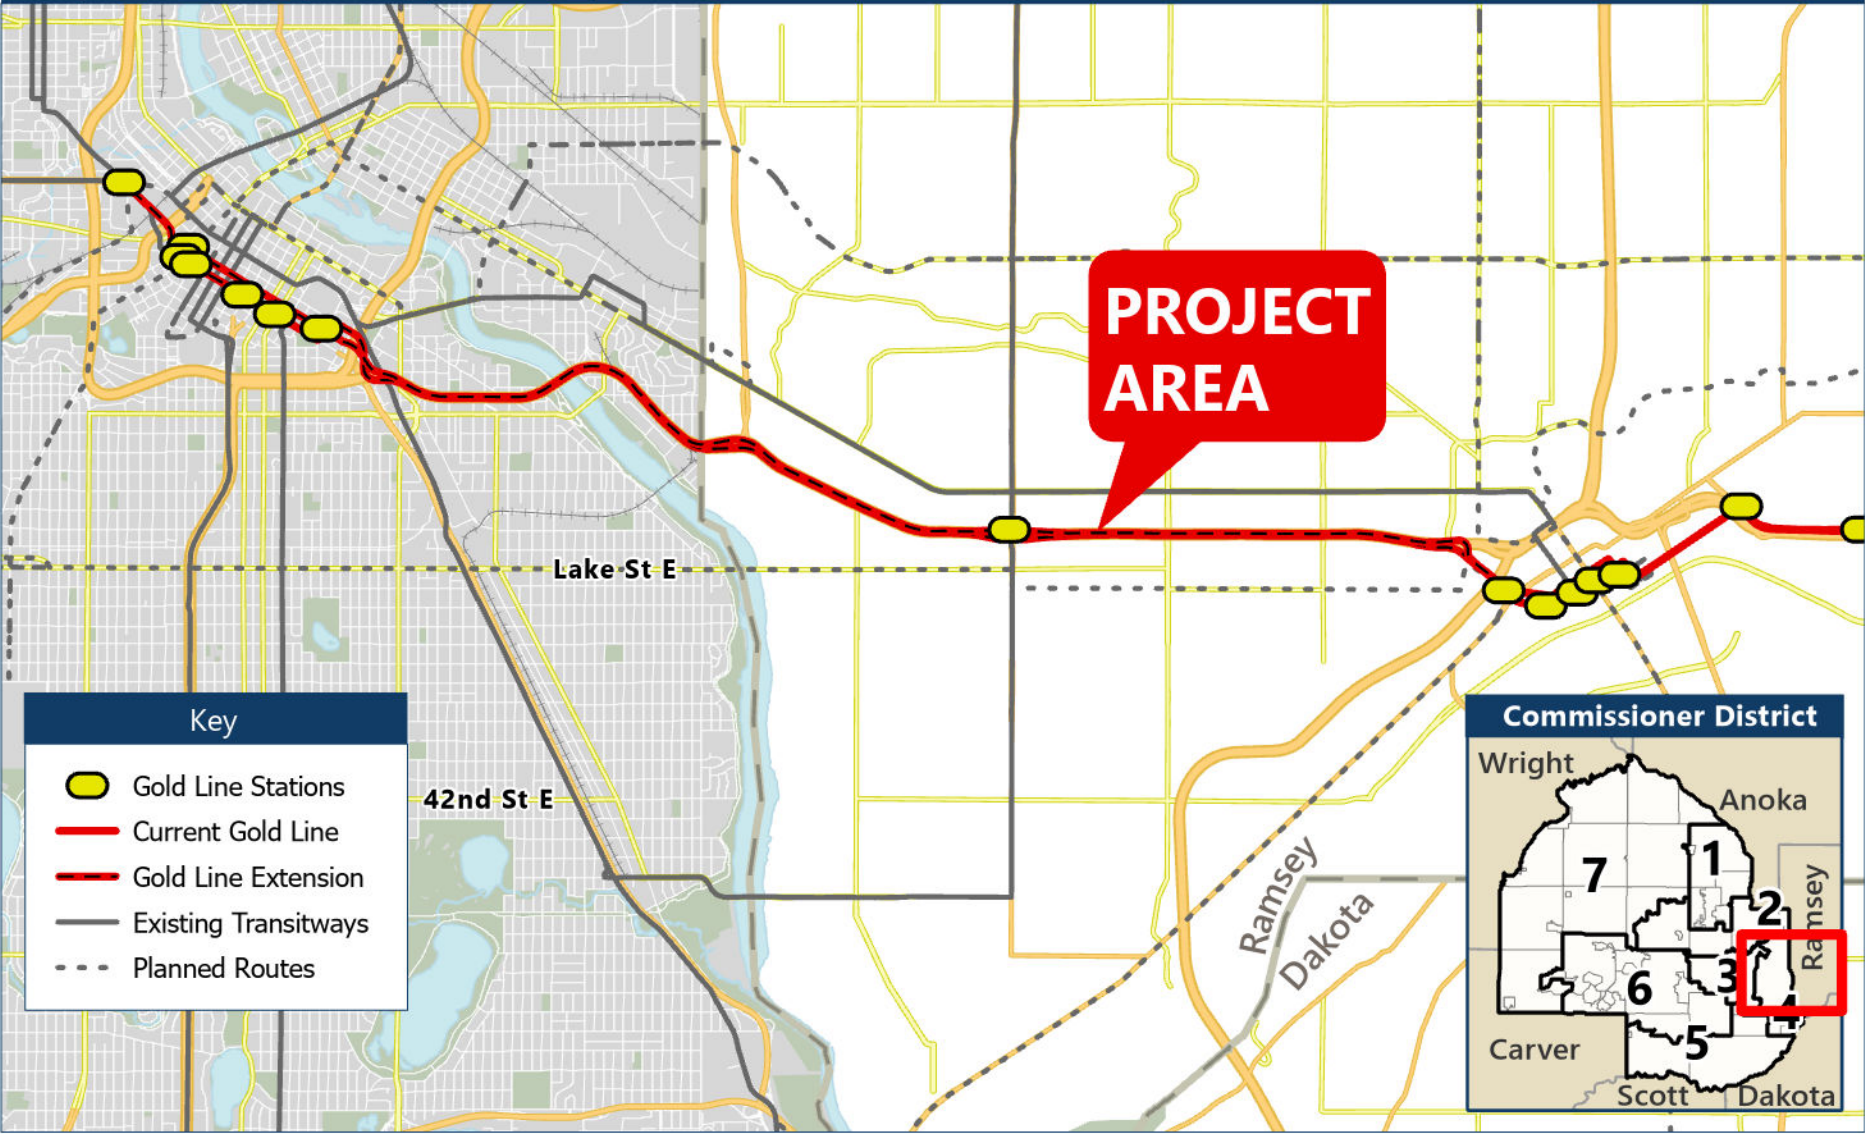 PROJECT
AREA
Lake St E
42nd St E
Ramsey
Dakota
Key
Gold Line Stations
Current Gold Line
Gold Line Extension
Existing Transitways
Planned Routes
Commissioner District
Wright
Anoka
1
7
2
Ramsey
3
6
4
5
Carver
Scott
Dakota